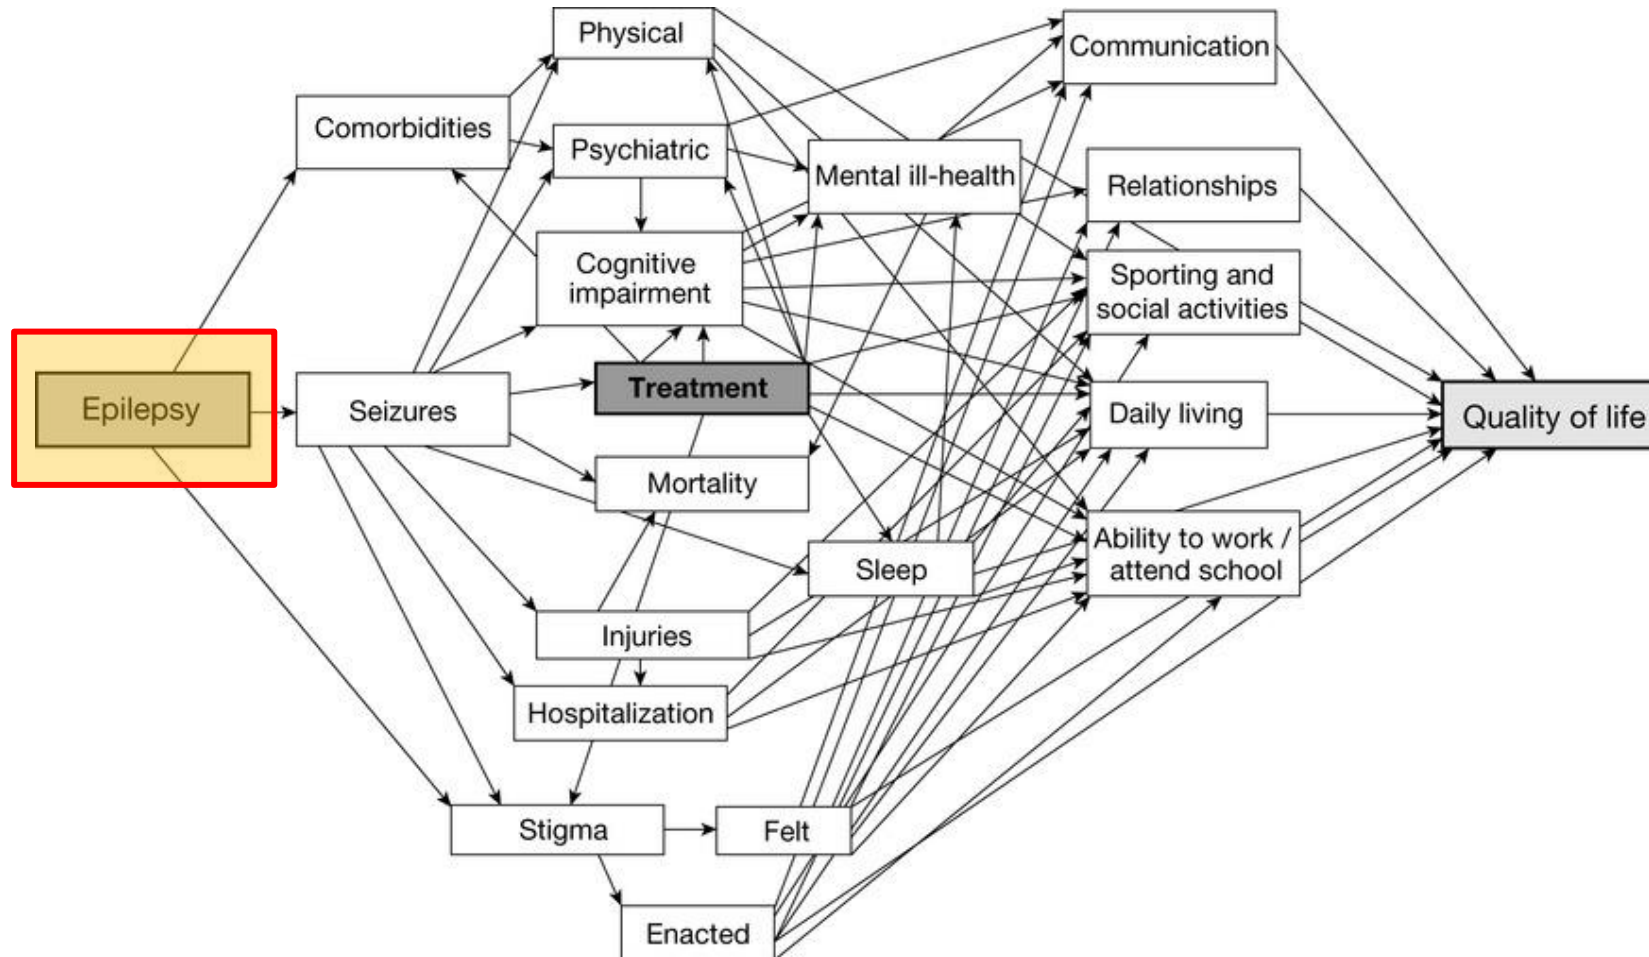 Physical
Communication
Comorbidities
Psychiatric
Mental ill-health
Relationships
Cognitive
impairment
Sporting and
social activities
Epilepsy
Seizures
Treatment
Daily living
Quality of life
Mortality
Sleep
Ability to work /
attend school
Injuries
Hospitalization
Stigma
Felt
Enacted